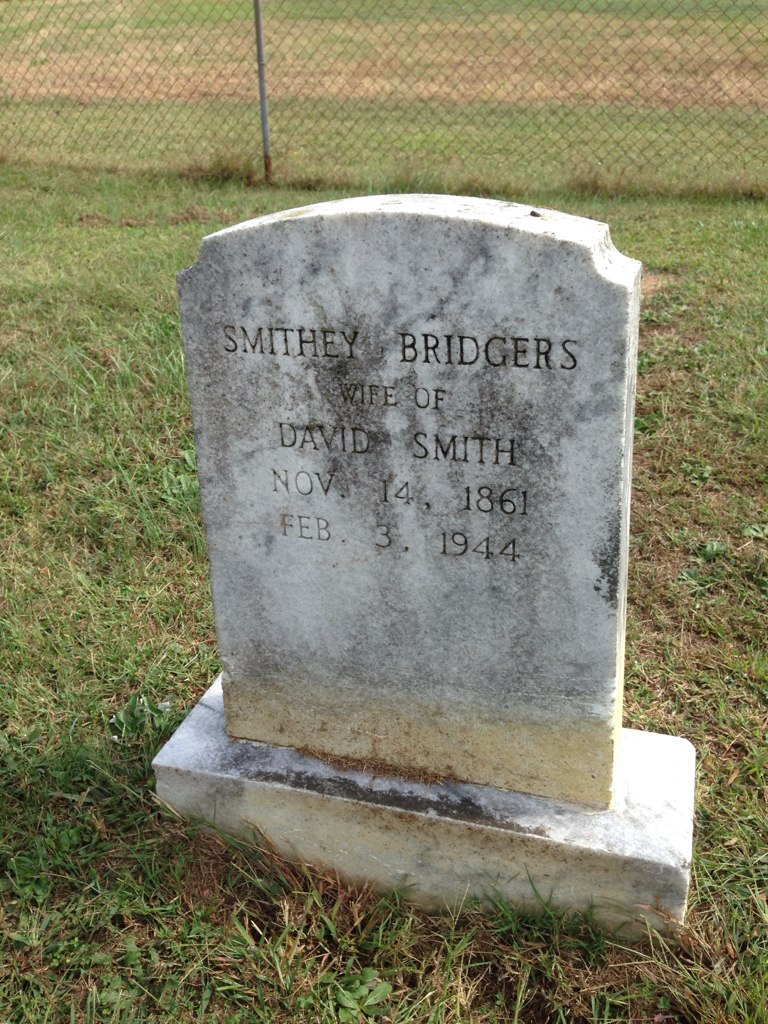 SMITHEY BRIDGERS
WIFE OF
DAVID SMITH
NOV. 14, 1861
FEB. 3, 1944